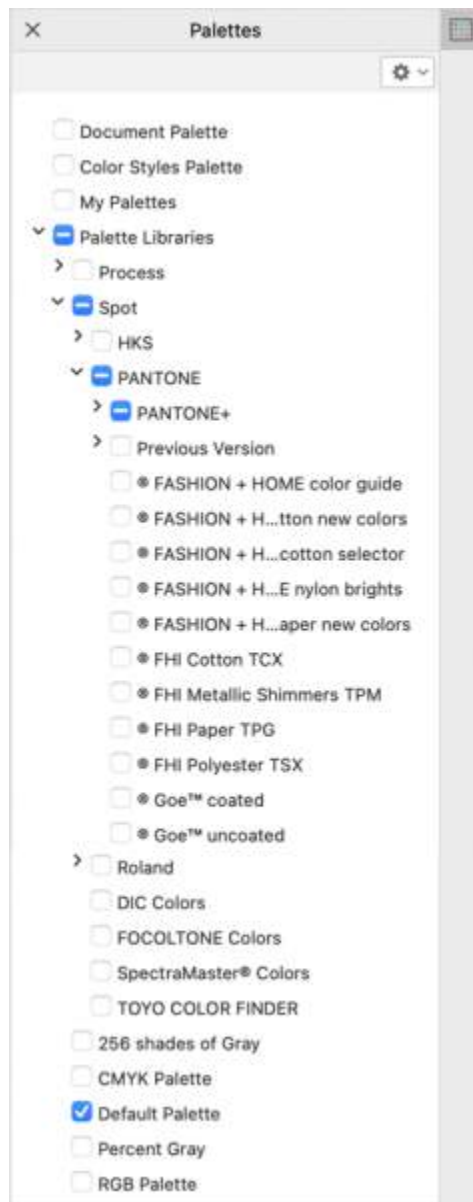 Palettes
Document Palette
Color Styles Palette
My Palettes
Palette Libraries
Process
Spot
HKS
PANTONE
PANTONE+
Previous Version
® FASHION + HOME color guide
® FASHION + H...tton new colors
® FASHION + H...cotton selector
® FASHION + H...E nylon brights
® FASHION + H...aper new colors
® FHI Cotton TCX
® FHI Metallic Shimmers TPM
® FHI Paper TPG
® FHI Polyester TSX
® Goe™ coated
® Goe™ uncoated
Roland
DIC Colors
FOCOLTONE Colors
SpectraMaster® Colors
TOYO COLOR FINDER
256 shades of Gray
CMYK Palette
Default Palette
Percent Gray
RGB Palette